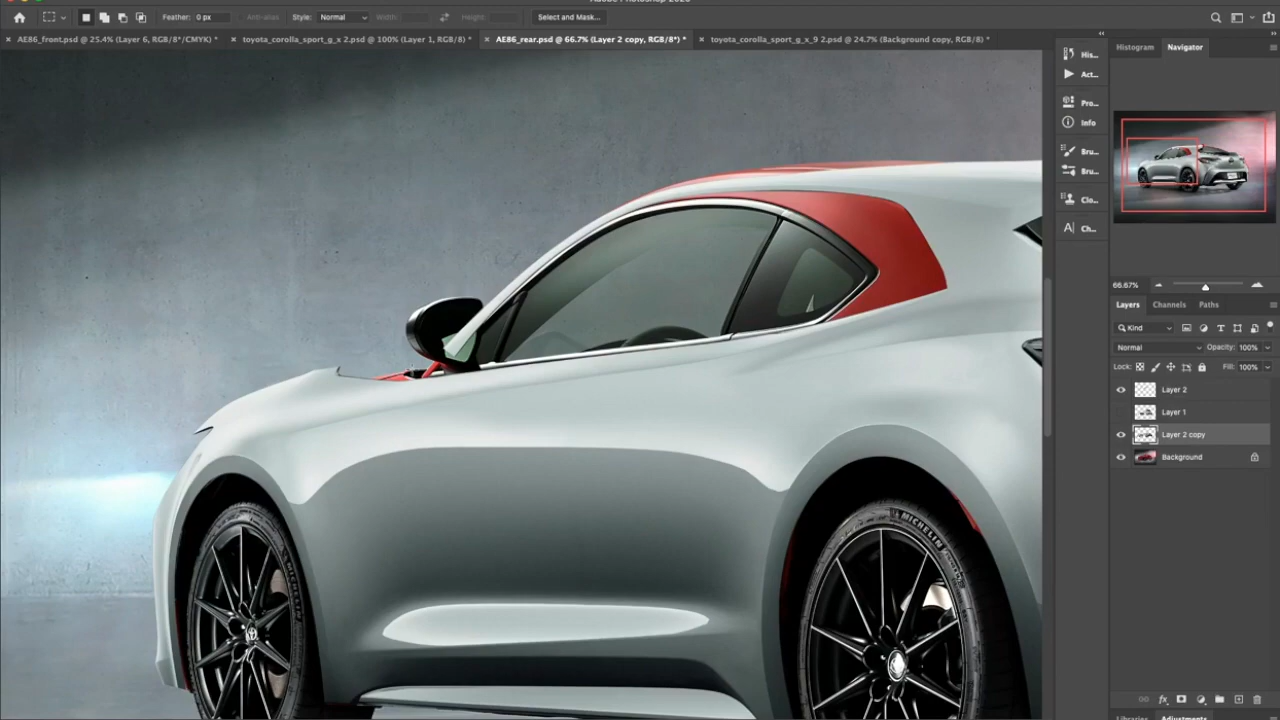 Adobe Photoshop 2020
Feather: 0 px Anti-alias Style: Normal Width: Height: Select and Mask...
AE86_front.psd @ 25.4% (Layer 6, RGB/8*/CMYK) * toyota_corolla_sport_g_x 2.psd @ 100% (Layer 1, RGB/8) * AE86_rear.psd @ 66.7% (Layer 2 copy, RGB/8*) * toyota_corolla_sport_g_x_9 2.psd @ 24.7% (Background copy, RGB/8) *
Histogram Navigator
His...
Act...
Pro...
Info
Bru...
Bru...
Clo...
A| Ch...
66.67%
Layers Channels Paths
Kind
Normal Opacity: 100%
Lock: Fill: 100%
Layer 2
Layer 1
Layer 2 copy
Background
MICHELIN
MICHELIN
fx
Libraries Adjustments